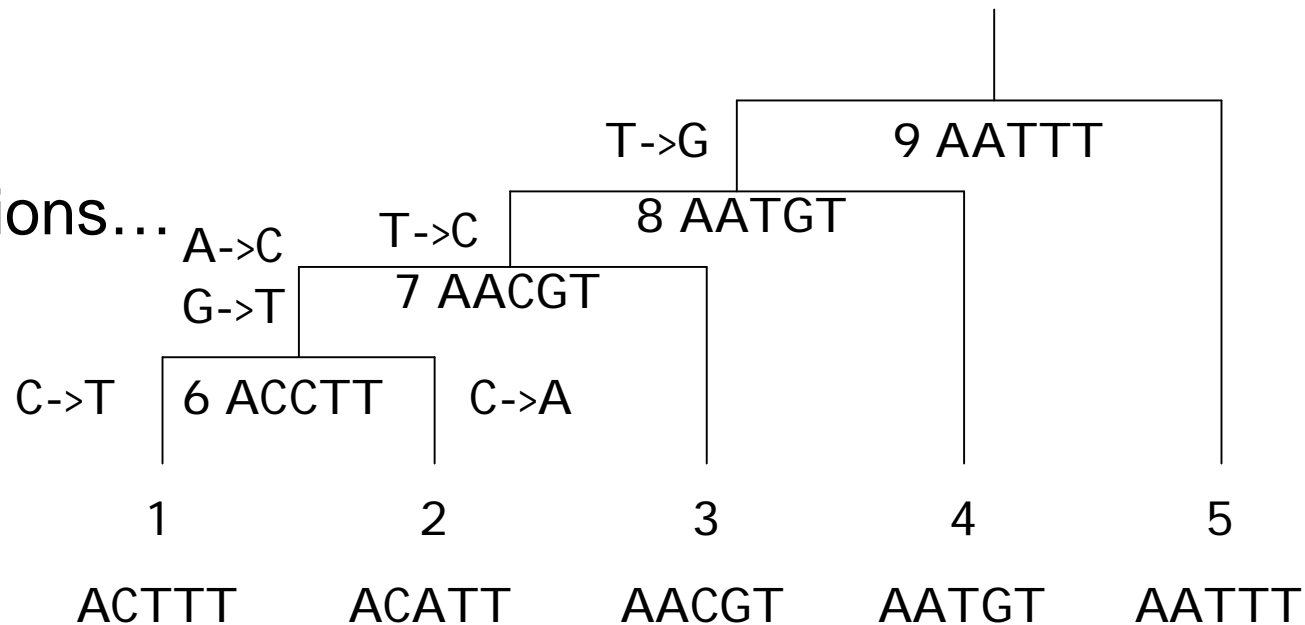 T->G 9 AATTT
ions… A->C T->C 8 AATGT
G->T 7 AACGT
C->T 6 ACCTT C->A
1 2 3 4 5
ACTTT ACATT AACGT AATGT AATTT